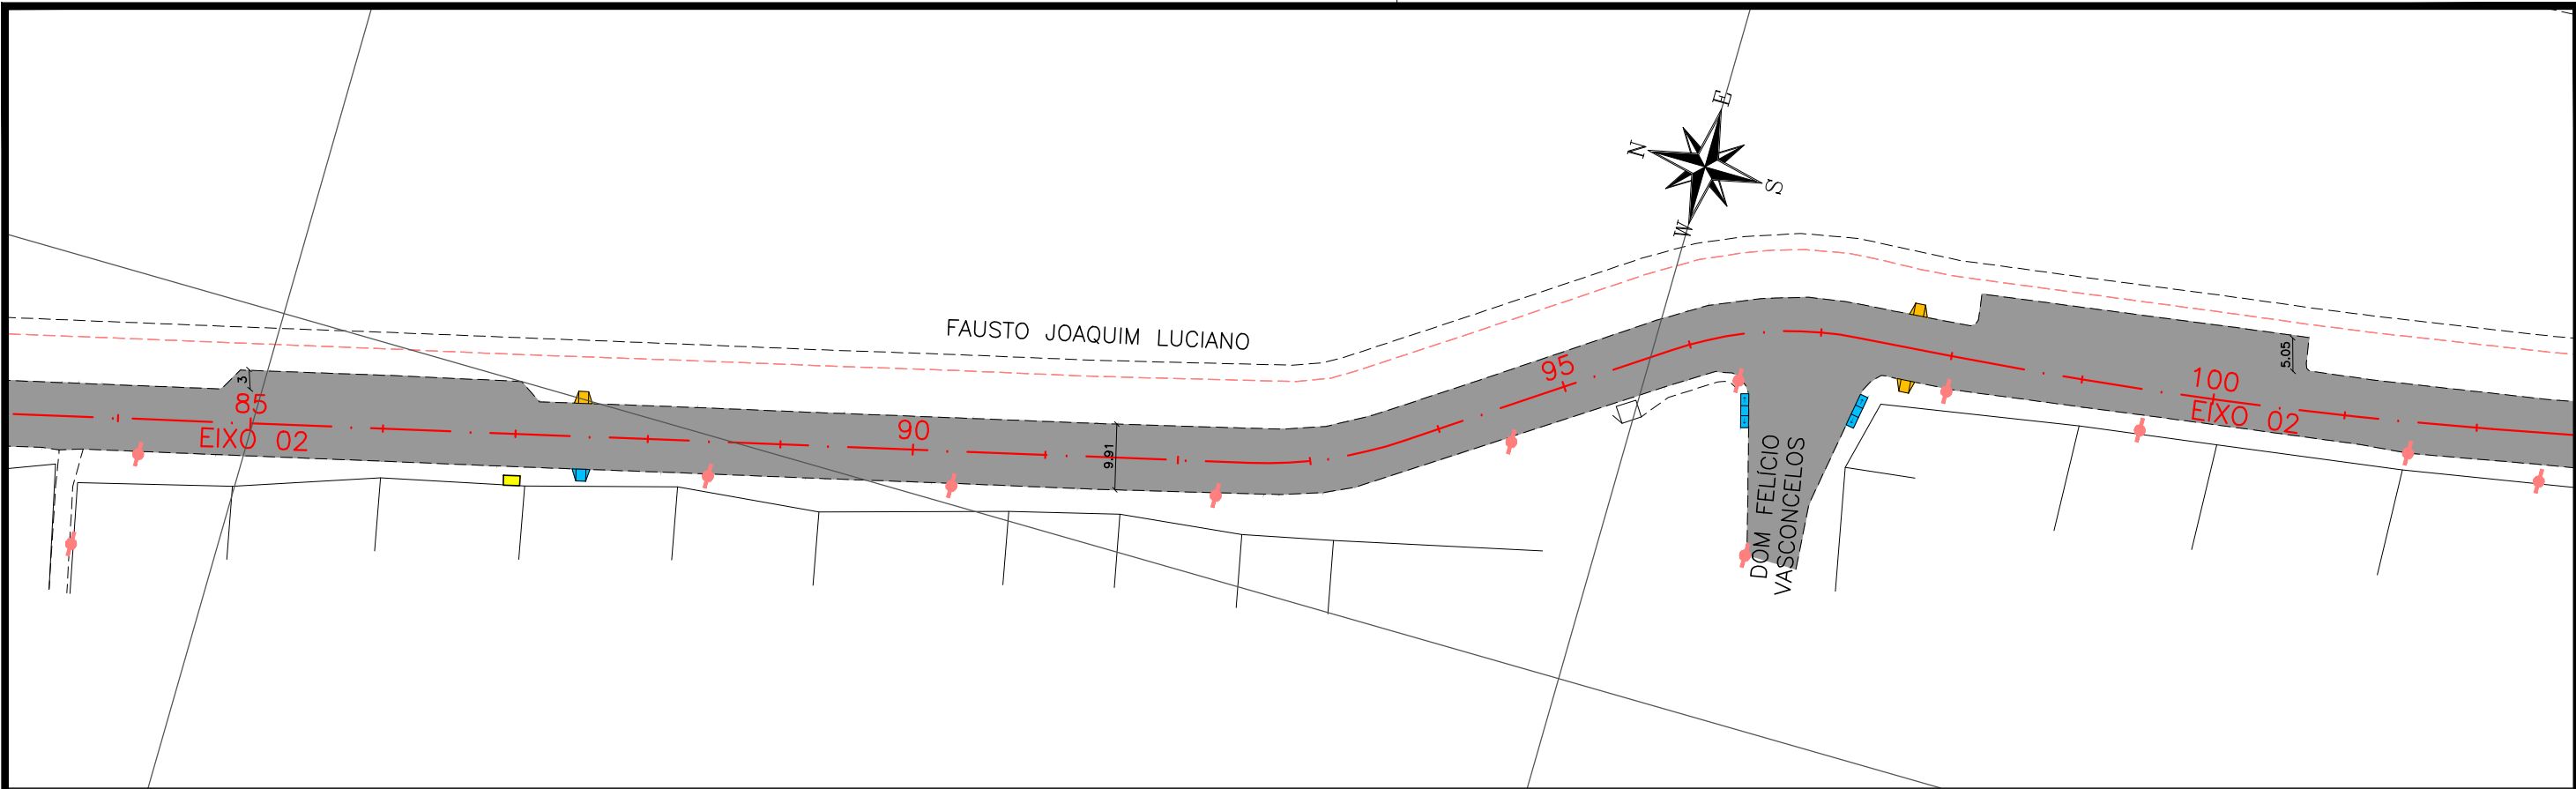 E
N
S
W
FAUSTO JOAQUIM LUCIANO
3
85
EIXO 02
90
9.91
95
5.05
100
EIXO 02
DOM FELÍCIO
VASCONCELOS